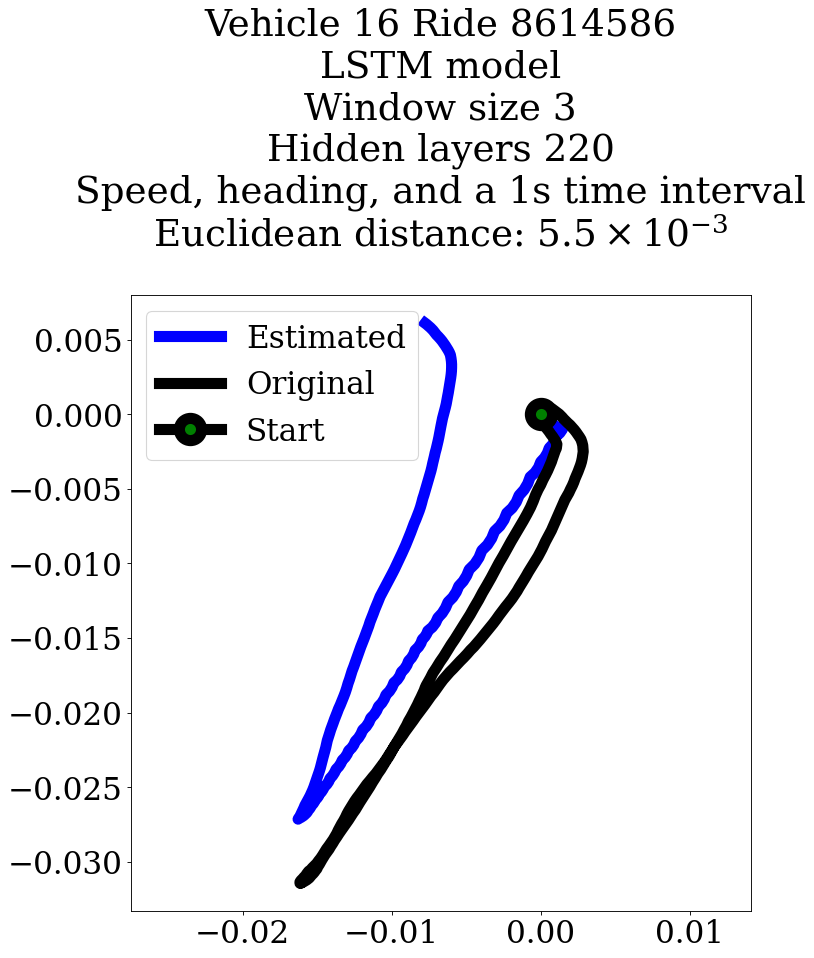 Vehicle 16 Ride 8614586
LSTM model
Window size 3
Hidden layers 220
Speed, heading, and a 1s time interval
Euclidean distance: 5.5 × 10⁻³
Estimated
Original
Start
0.005
0.000
−0.005
−0.010
−0.015
−0.020
−0.025
−0.030
−0.02 −0.01 0.00 0.01